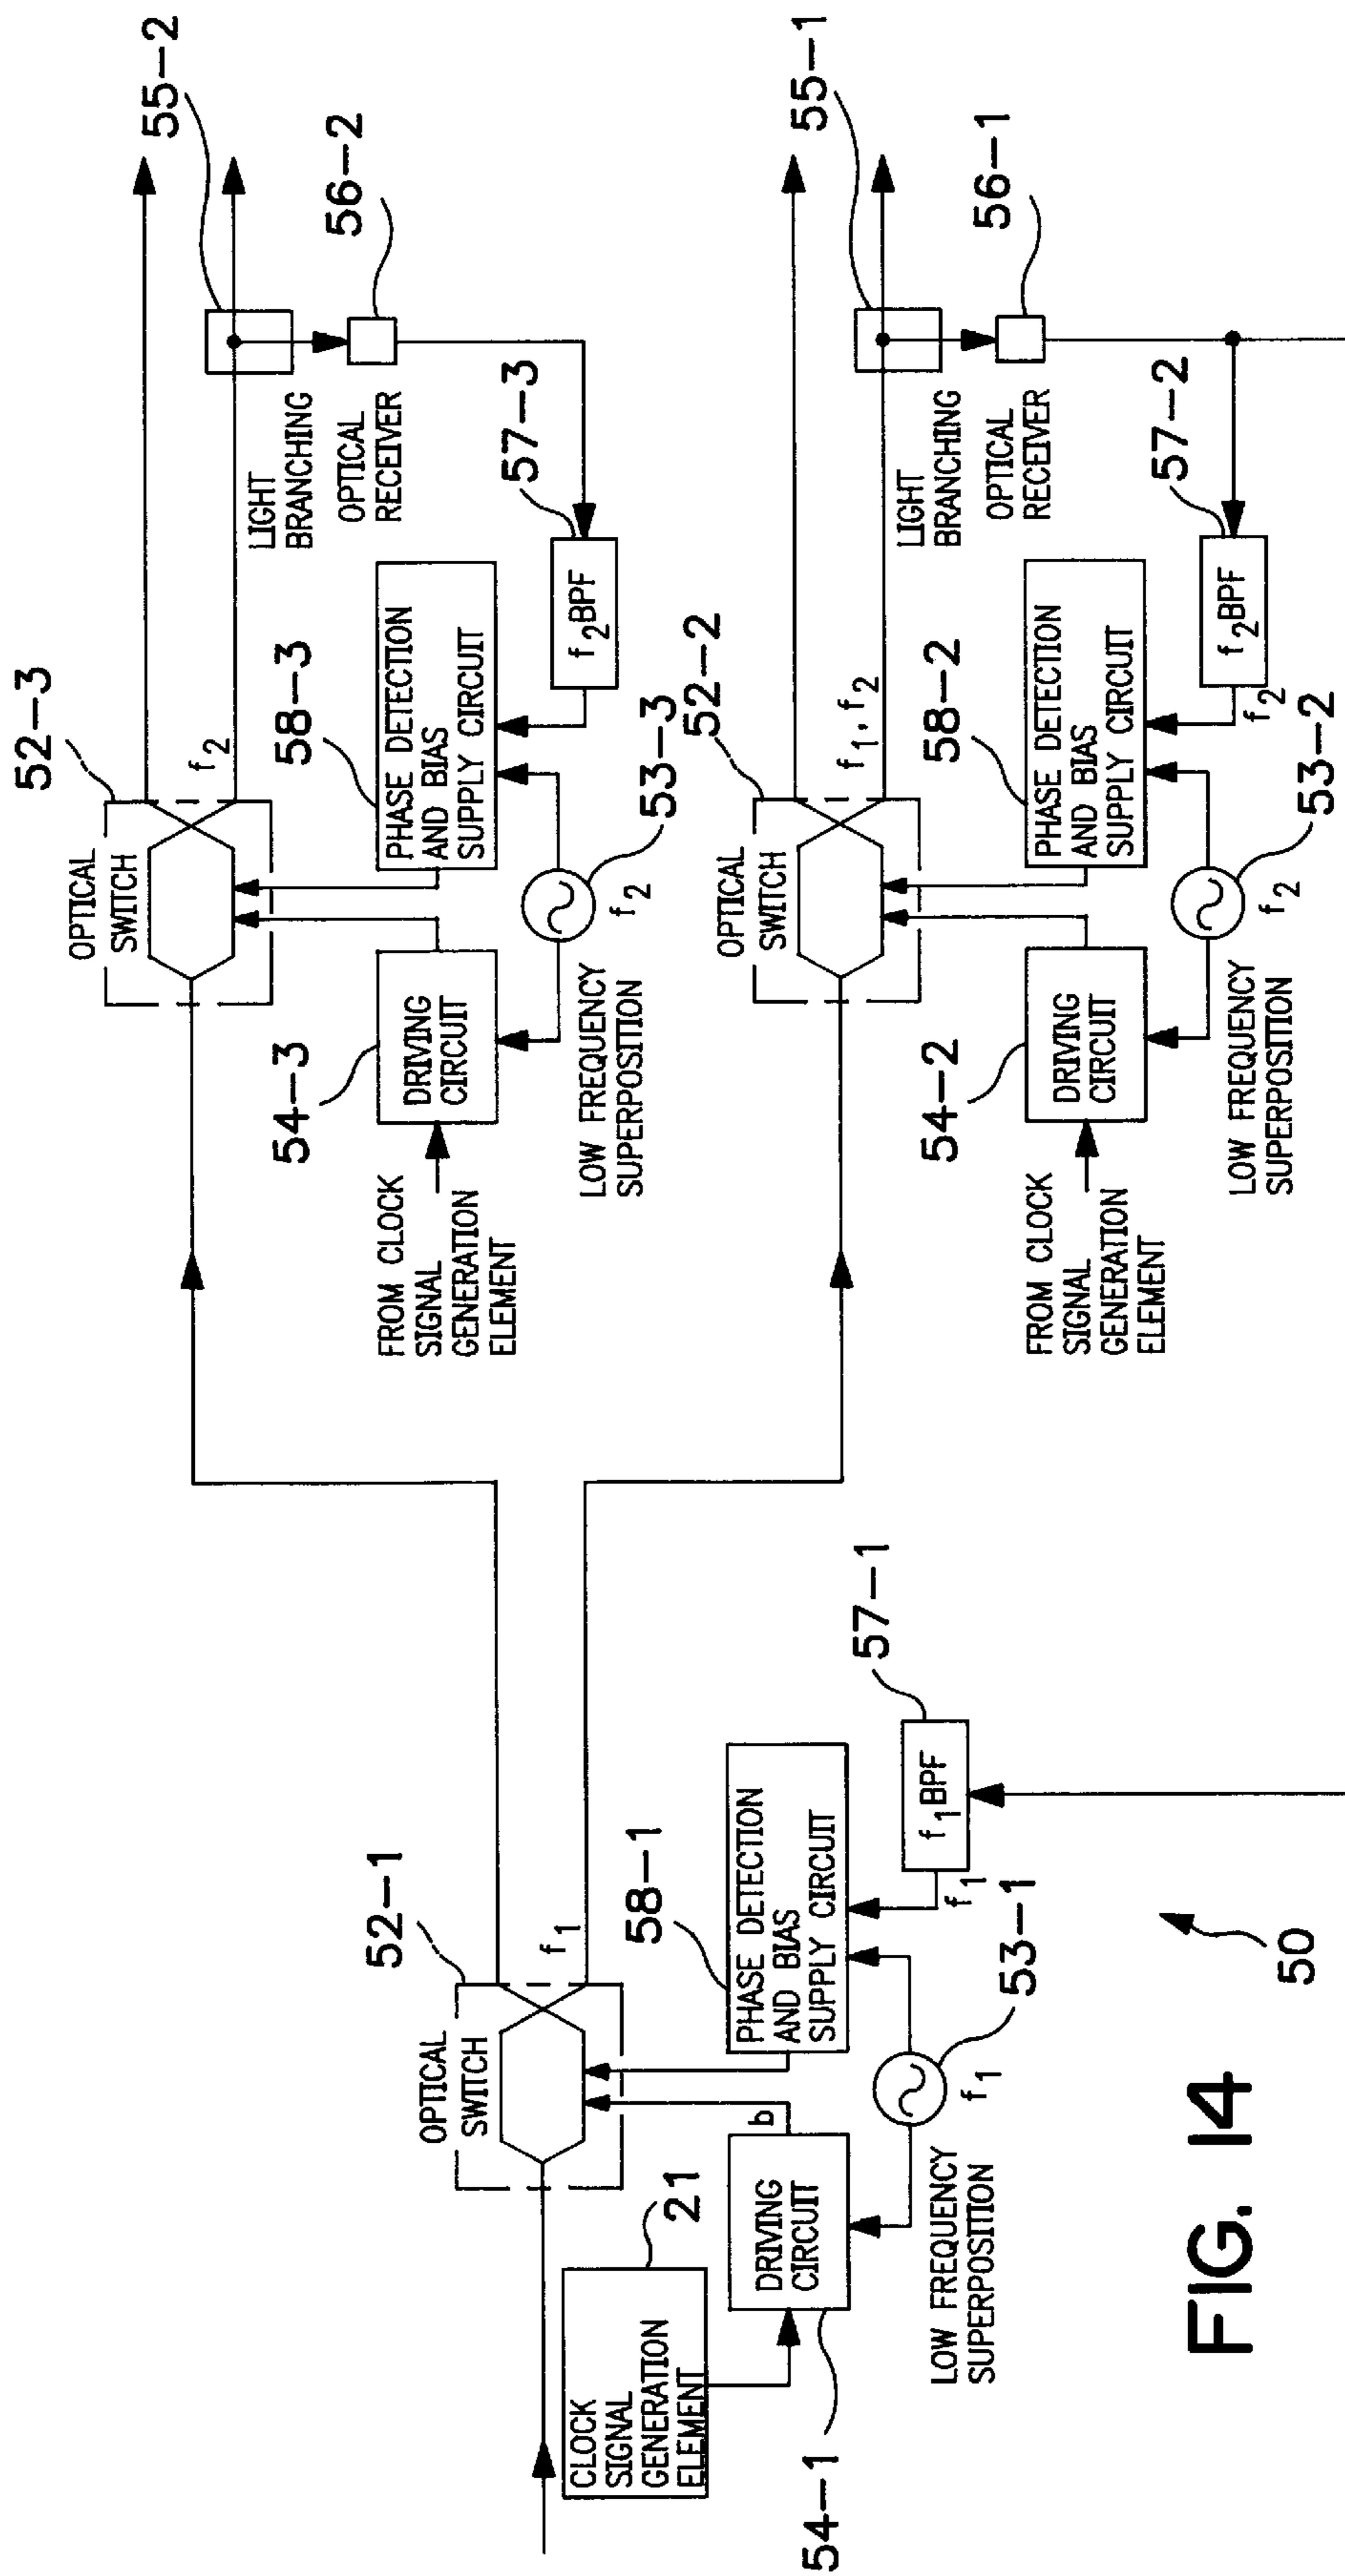 52-1
OPTICAL
SWITCH
f1
CLOCK
SIGNAL
GENERATION
ELEMENT
21
b
DRIVING
CIRCUIT
54-1
58-1
PHASE DETECTION
AND BIAS
SUPPLY CIRCUIT
f1
53-1
LOW FREQUENCY
SUPERPOSITION
f1
f1BPF
57-1
52-3
OPTICAL
SWITCH
f2
55-2
LIGHT
BRANCHING
OPTICAL
RECEIVER
56-2
57-3
f2BPF
58-3
PHASE DETECTION
AND BIAS
SUPPLY CIRCUIT
53-3
f2
54-3
DRIVING
CIRCUIT
LOW FREQUENCY
SUPERPOSITION
FROM CLOCK
SIGNAL
GENERATION
ELEMENT
52-2
OPTICAL
SWITCH
f1, f2
55-1
LIGHT
BRANCHING
OPTICAL
RECEIVER
56-1
57-2
f2BPF
f2
58-2
PHASE DETECTION
AND BIAS
SUPPLY CIRCUIT
53-2
f2
54-2
DRIVING
CIRCUIT
LOW FREQUENCY
SUPERPOSITION
FROM CLOCK
SIGNAL
GENERATION
ELEMENT
50
FIG. 14